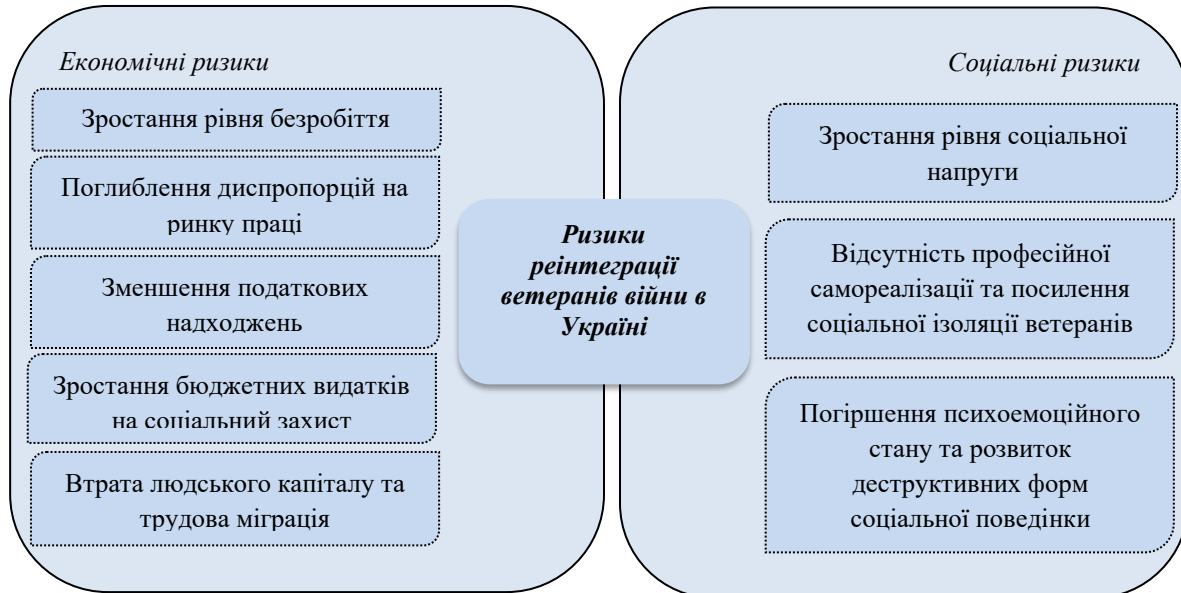 Економічні ризики
Зростання рівня безробіття
Поглиблення диспропорцій на
ринку праці
Зменшення податкових
надходжень
Зростання бюджетних видатків
на соціальний захист
Втрата людського капіталу та
трудова міграція
Ризики
реінтеграції
ветеранів війни в
Україні
Соціальні ризики
Зростання рівня соціальної
напруги
Відсутність професійної
самореалізації та посилення
соціальної ізоляції ветеранів
Погіршення психоемоційного
стану та розвиток
деструктивних форм
соціальної поведінки